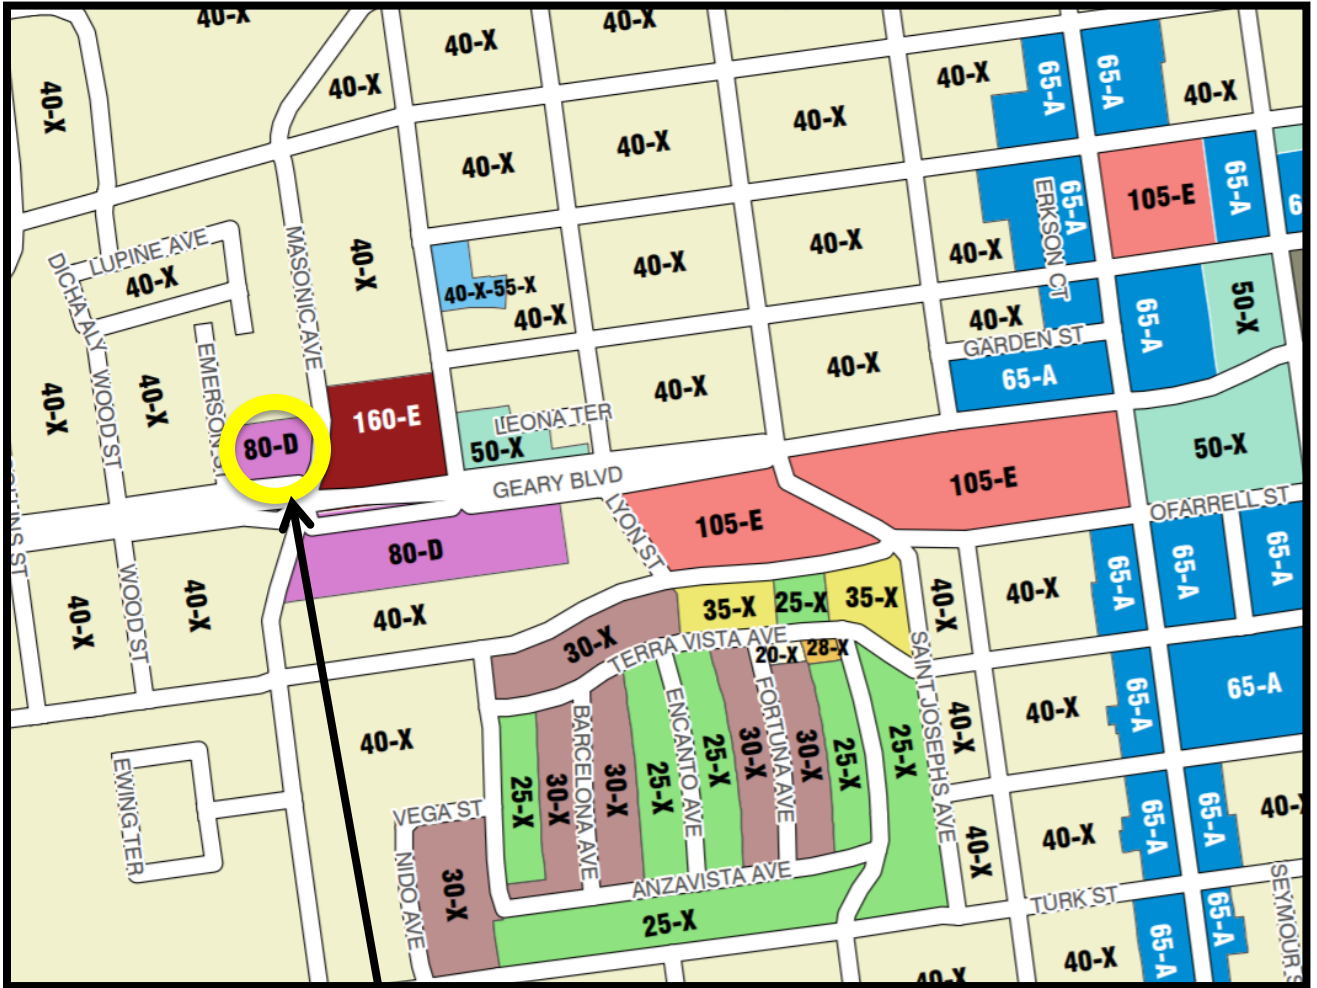 40-X
40-X
40-X
40-X
40-X
40-X
65-A
65-A
40-X
40-X
40-X
40-X
40-X
105-E
65-A
65-A
6
ERKSON CT
LUPINE AVE
40-X
DICHA ALY
MASONIC AVE
40-X
40-X-55-X
40-X
40-X
40-X
40-X
40-X
GARDEN ST
65-A
65-A
50-X
40-X
WOOD ST
40-X
EMERSON ST
80-D
160-E
LEONA TER
50-X
40-X
40-X
GEARY BLVD
105-E
105-E
50-X
OFARRELL ST
LYON ST
80-D
40-X
WOOD ST
40-X
40-X
30-X
35-X
25-X
35-X
40-X
40-X
65-A
65-A
65-A
TERRA VISTA AVE
20-X
28-X
SAINT JOSEPHS AVE
40-X
25-X
30-X
BARCELONA AVE
30-X
25-X
ENCANTO AVE
25-X
30-X
FORTUNA AVE
30-X
25-X
25-X
40-X
40-X
65-A
65-A
EWING TER
VEGA ST
NIDO AVE
30-X
ANZAVISTA AVE
25-X
40-X
40-X
65-A
65-A
40-X
TURK ST
65-A
65-A
SEYMOUR S
40-X
40-X